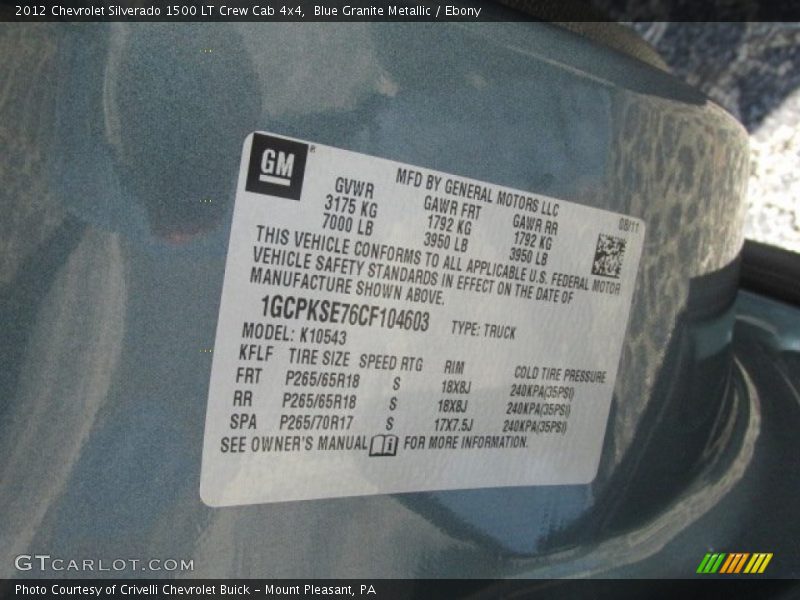 2012 Chevrolet Silverado 1500 LT Crew Cab 4x4,  Blue Granite Metallic / Ebony
GM®
MFD BY GENERAL MOTORS LLC
08/11
GVWR GAWR FRT GAWR RR
3175 KG 1792 KG 1792 KG
7000 LB 3950 LB 3950 LB
THIS VEHICLE CONFORMS TO ALL APPLICABLE U.S. FEDERAL MOTOR
VEHICLE SAFETY STANDARDS IN EFFECT ON THE DATE OF
MANUFACTURE SHOWN ABOVE.
1GCPKSE76CF104603 TYPE: TRUCK
MODEL: K10543
KFLF TIRE SIZE SPEED RTG RIM COLD TIRE PRESSURE
FRT P265/65R18 S 18X8J 240KPA(35PSI)
RR P265/65R18 S 18X8J 240KPA(35PSI)
SPA P265/70R17 S 17X7.5J 240KPA(35PSI)
SEE OWNER'S MANUAL FOR MORE INFORMATION.
GTCARLOT.COM
Photo Courtesy of Crivelli Chevrolet Buick - Mount Pleasant, PA